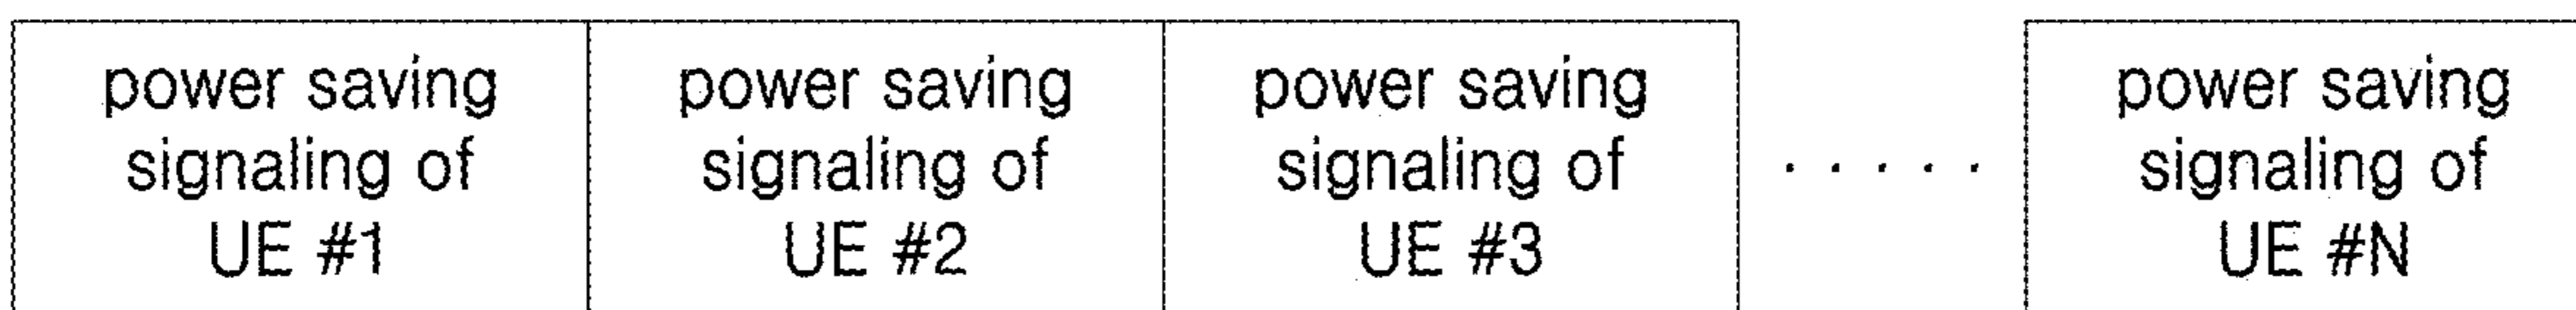 power saving
signaling of
UE #1
power saving
signaling of
UE #2
power saving
signaling of
UE #3
. . . . .
power saving
signaling of
UE #N